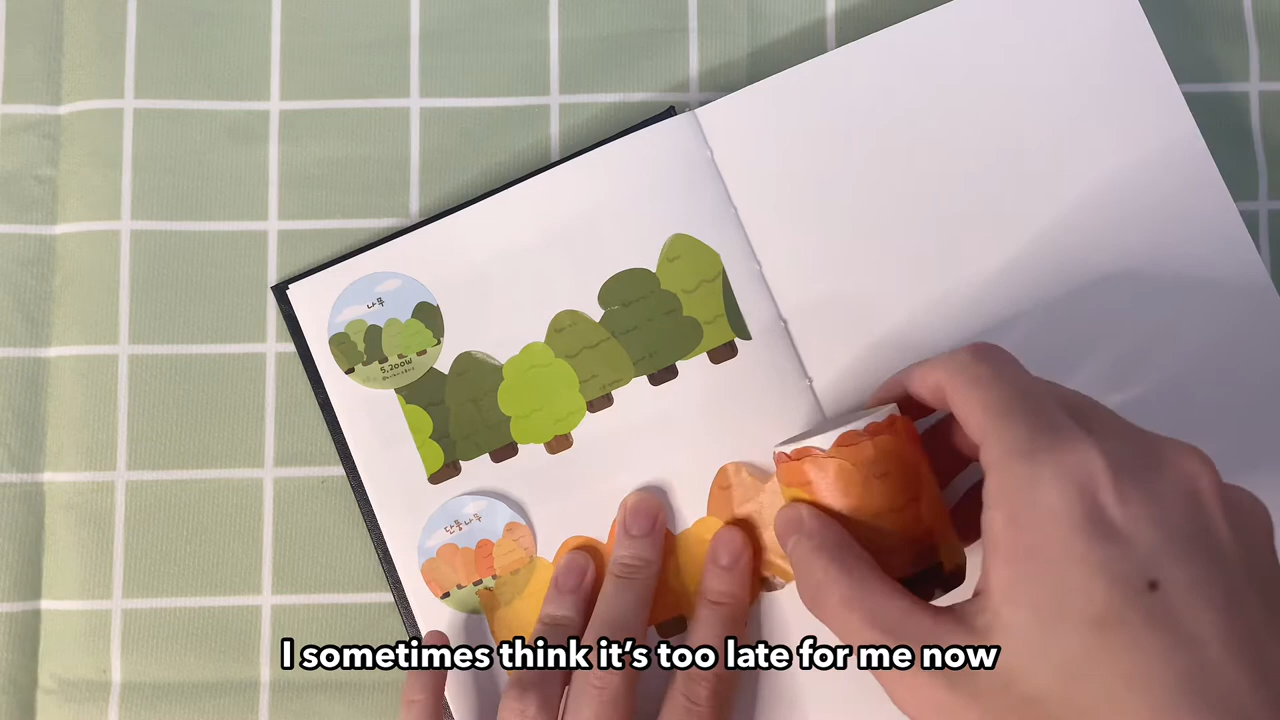 나무
5,200W
단풍나무
I sometimes think it's too late for me now